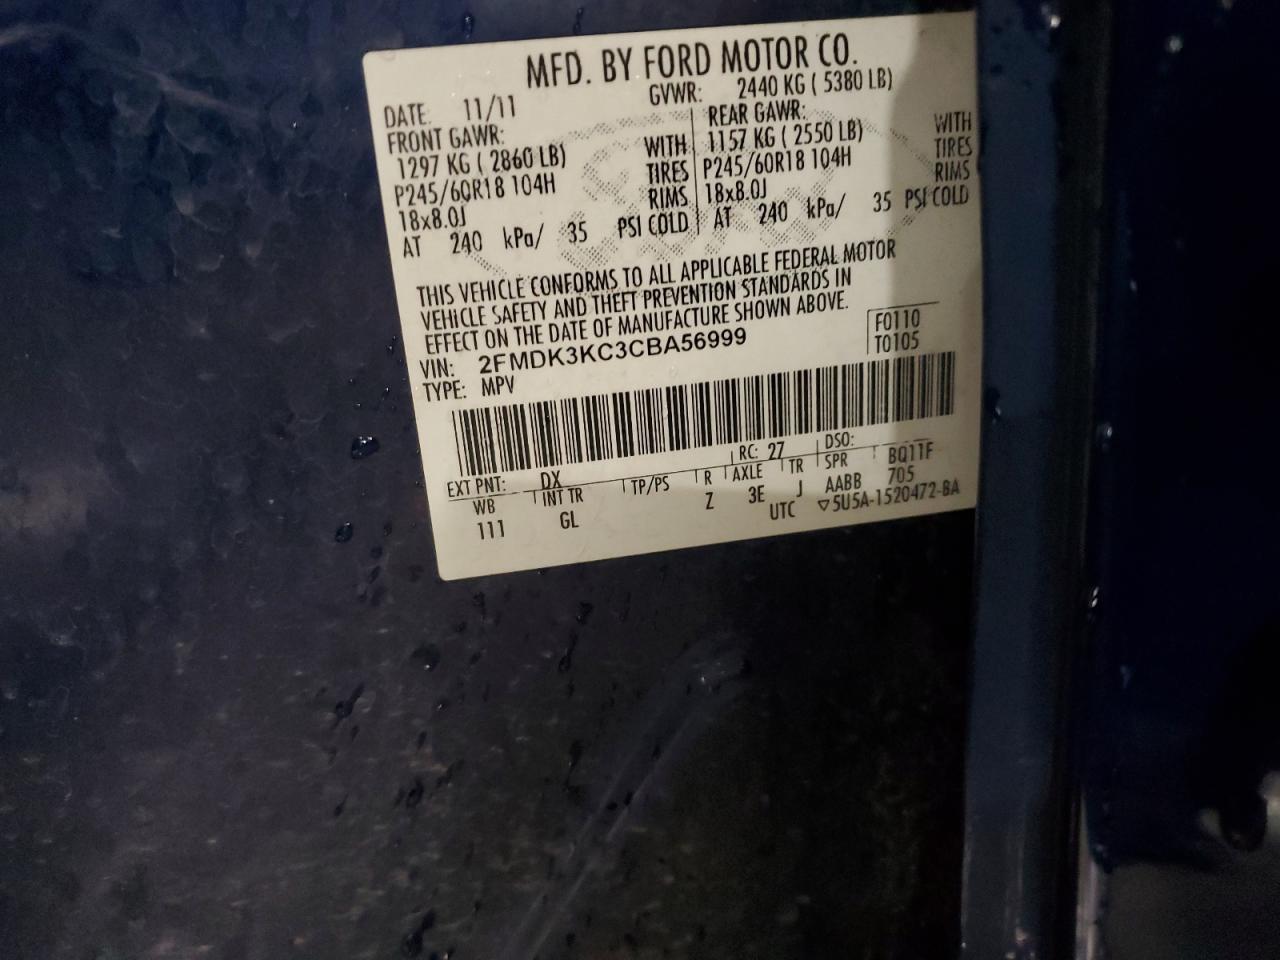 MFD. BY FORD MOTOR CO.
DATE: 11/11 GVWR: 2440 KG ( 5380 LB)
FRONT GAWR: REAR GAWR:
1297 KG ( 2860 LB) WITH 1157 KG ( 2550 LB) WITH
P245/60R18 104H TIRES P245/60R18 104H TIRES
18x8.0J RIMS 18x8.0J RIMS
AT 240 kPa/ 35 PSI COLD AT 240 kPa/ 35 PSI COLD
THIS VEHICLE CONFORMS TO ALL APPLICABLE FEDERAL MOTOR
VEHICLE SAFETY AND THEFT PREVENTION STANDARDS IN
EFFECT ON THE DATE OF MANUFACTURE SHOWN ABOVE.
VIN: 2FMDK3KC3CBA56999 F0110
TYPE: MPV T0105
EXT PNT: DX RC: 27 DSO:
WB INT TR TP/PS R AXLE TR SPR BQ11F
111 GL Z 3E J AABB 705
UTC ▽5U5A-1520472-BA